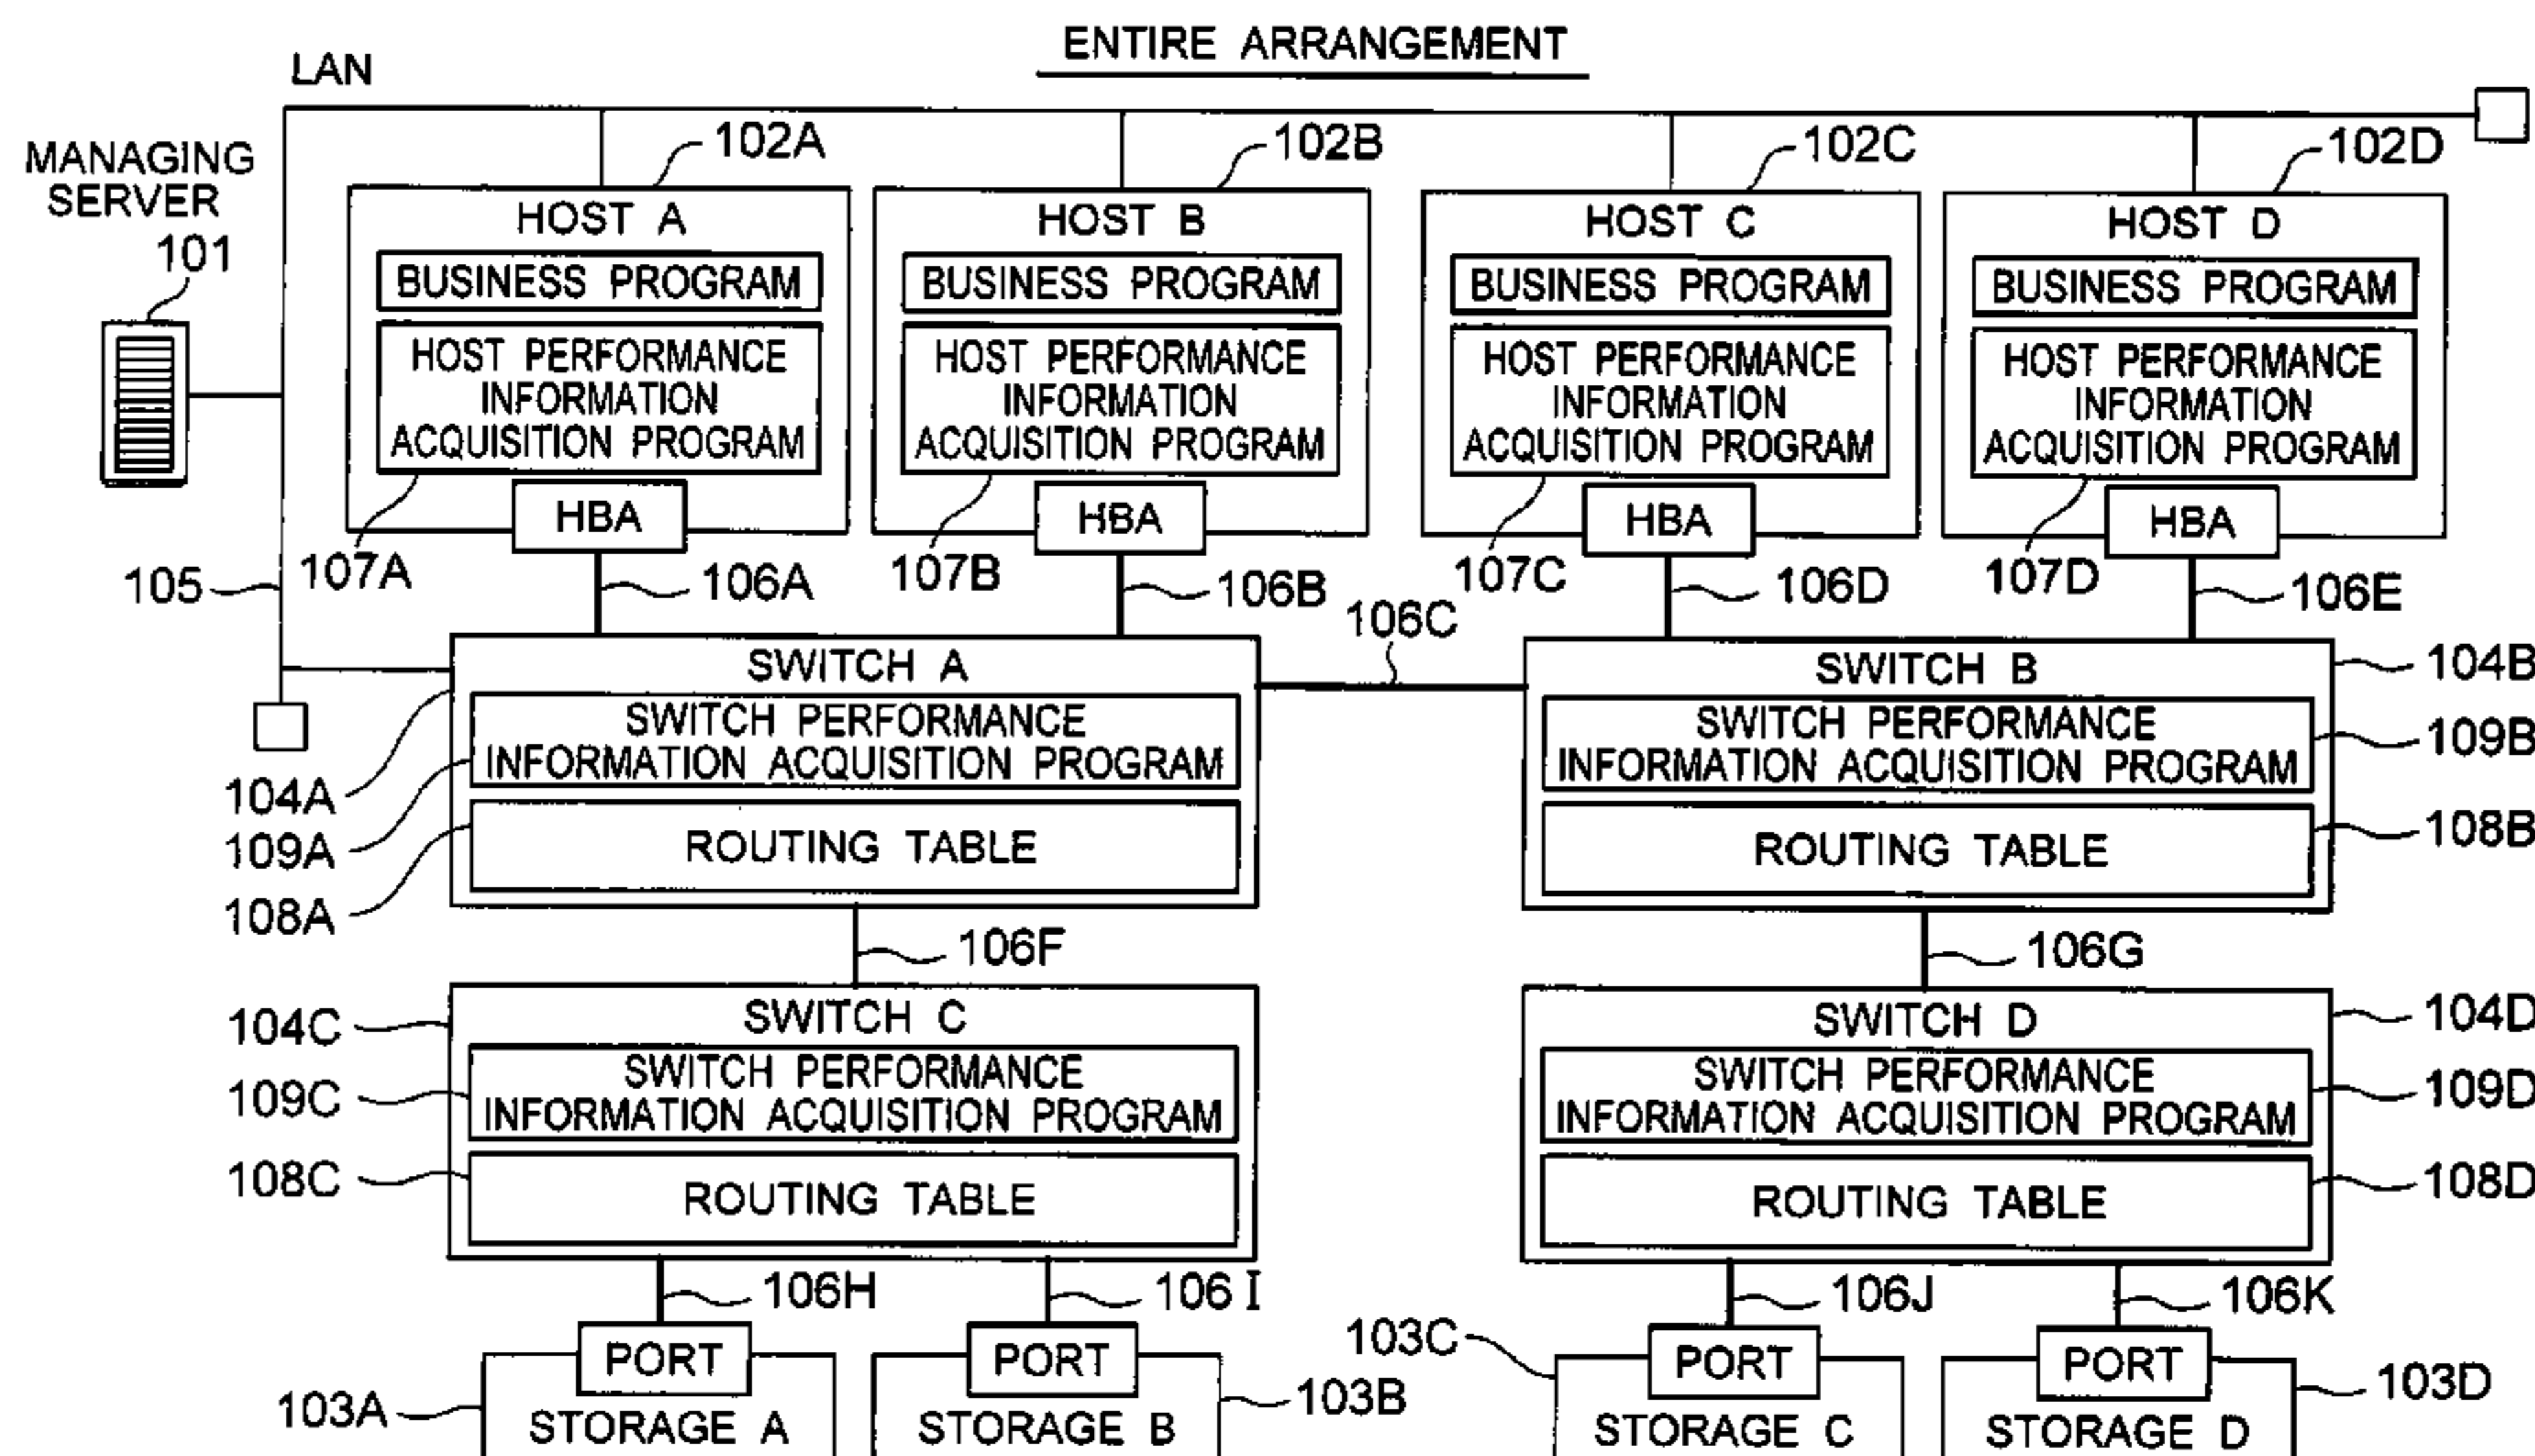 ENTIRE ARRANGEMENT
LAN
MANAGING
SERVER
101
102A
102B
102C
102D
HOST A
BUSINESS PROGRAM
HOST PERFORMANCE
INFORMATION
ACQUISITION PROGRAM
HBA
HOST B
BUSINESS PROGRAM
HOST PERFORMANCE
INFORMATION
ACQUISITION PROGRAM
HBA
HOST C
BUSINESS PROGRAM
HOST PERFORMANCE
INFORMATION
ACQUISITION PROGRAM
HBA
HOST D
BUSINESS PROGRAM
HOST PERFORMANCE
INFORMATION
ACQUISITION PROGRAM
HBA
105
107A
106A
107B
106B
106C
107C
106D
107D
106E
SWITCH A
SWITCH PERFORMANCE
INFORMATION ACQUISITION PROGRAM
ROUTING TABLE
104A
109A
108A
SWITCH B
SWITCH PERFORMANCE
INFORMATION ACQUISITION PROGRAM
ROUTING TABLE
104B
109B
108B
106F
106G
104C
109C
108C
SWITCH C
SWITCH PERFORMANCE
INFORMATION ACQUISITION PROGRAM
ROUTING TABLE
SWITCH D
SWITCH PERFORMANCE
INFORMATION ACQUISITION PROGRAM
ROUTING TABLE
104D
109D
108D
106H
106I
106J
106K
103A
PORT
STORAGE A
PORT
STORAGE B
103B
103C
PORT
STORAGE C
PORT
STORAGE D
103D